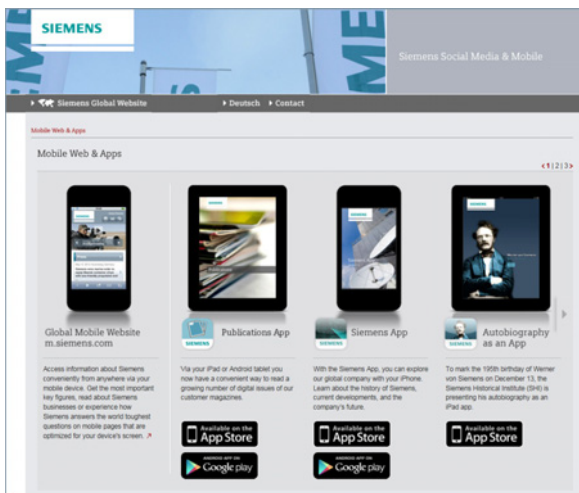 SIEMENS
Siemens Social Media & Mobile
Siemens Global Website
Deutsch
Contact
Mobile Web & Apps
Mobile Web & Apps
1|2|3
Global Mobile Website
m.siemens.com
Access information about Siemens
conveniently from anywhere via your
mobile device. Get the most important
key figures, read about Siemens
businesses or experience how
Siemens answers the world toughest
questions on mobile pages that are
optimized for your device's screen.
SIEMENS
Publications App
Via your iPad or Android tablet you
now have a convenient way to read a
growing number of digital issues of our
customer magazines.
Available on the
App Store
ANDROID APP ON
Google play
SIEMENS
Siemens App
With the Siemens App, you can explore
our global company with your iPhone.
Learn about the history of Siemens,
current developments, and the
company's future.
Available on the
App Store
ANDROID APP ON
Google play
SIEMENS
Autobiography
as an App
To mark the 195th birthday of Werner
von Siemens on December 13, the
Siemens Historical Institute (SHI) is
presenting his autobiography as an
iPad app.
Available on the
App Store